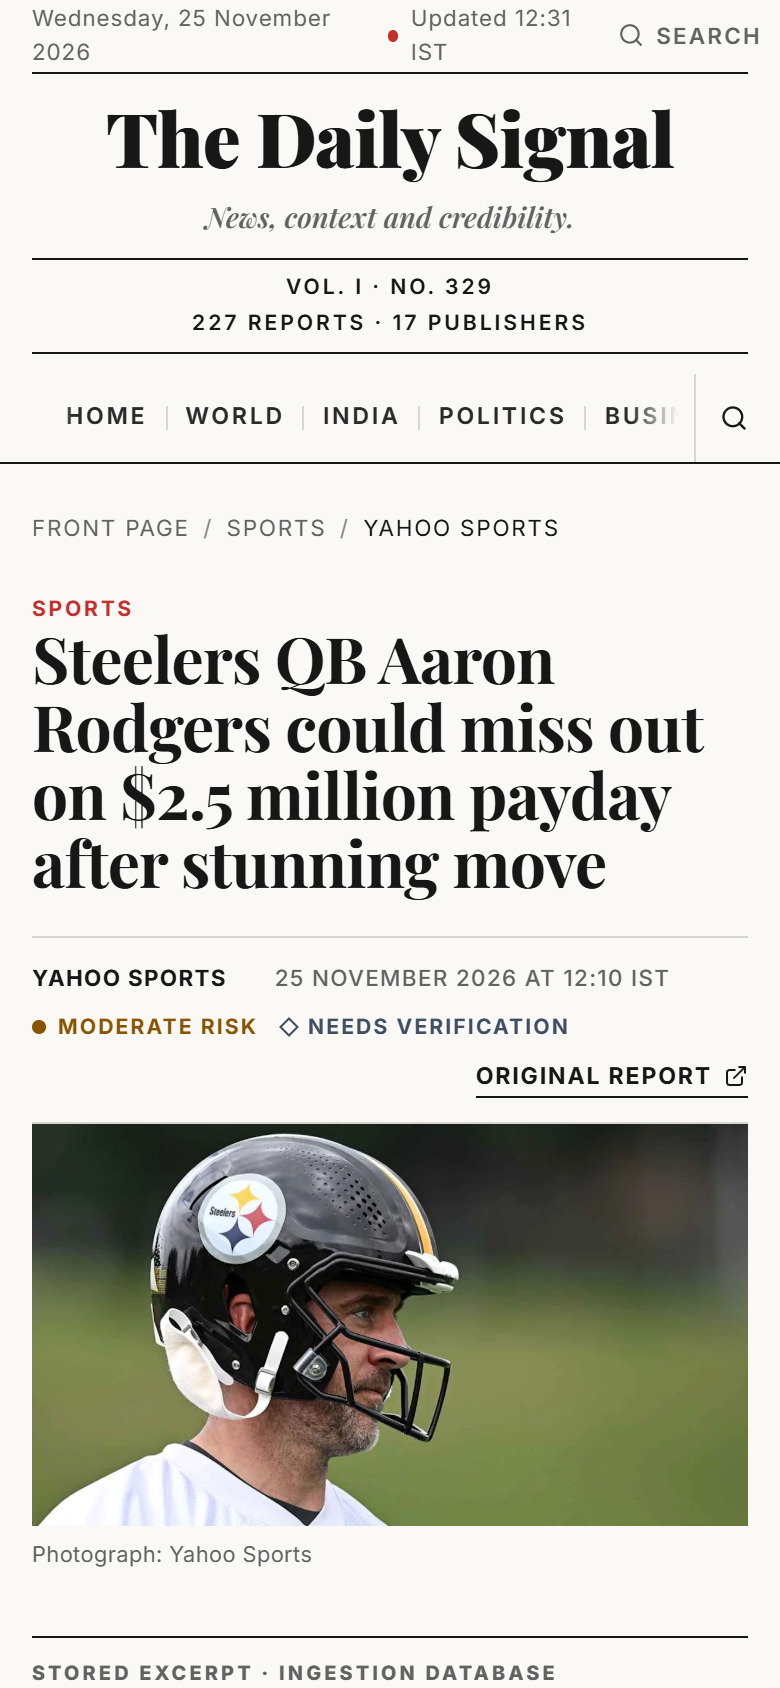 Wednesday, 25 November
2026
Updated 12:31
IST
SEARCH
The Daily Signal
News, context and credibility.
VOL. I · NO. 329
227 REPORTS · 17 PUBLISHERS
HOME
WORLD
INDIA
POLITICS
BUSIN
FRONT PAGE / SPORTS / YAHOO SPORTS
SPORTS
Steelers QB Aaron
Rodgers could miss out
on $2.5 million payday
after stunning move
YAHOO SPORTS
25 NOVEMBER 2026 AT 12:10 IST
MODERATE RISK
NEEDS VERIFICATION
ORIGINAL REPORT
Steelers
Photograph: Yahoo Sports
STORED EXCERPT · INGESTION DATABASE